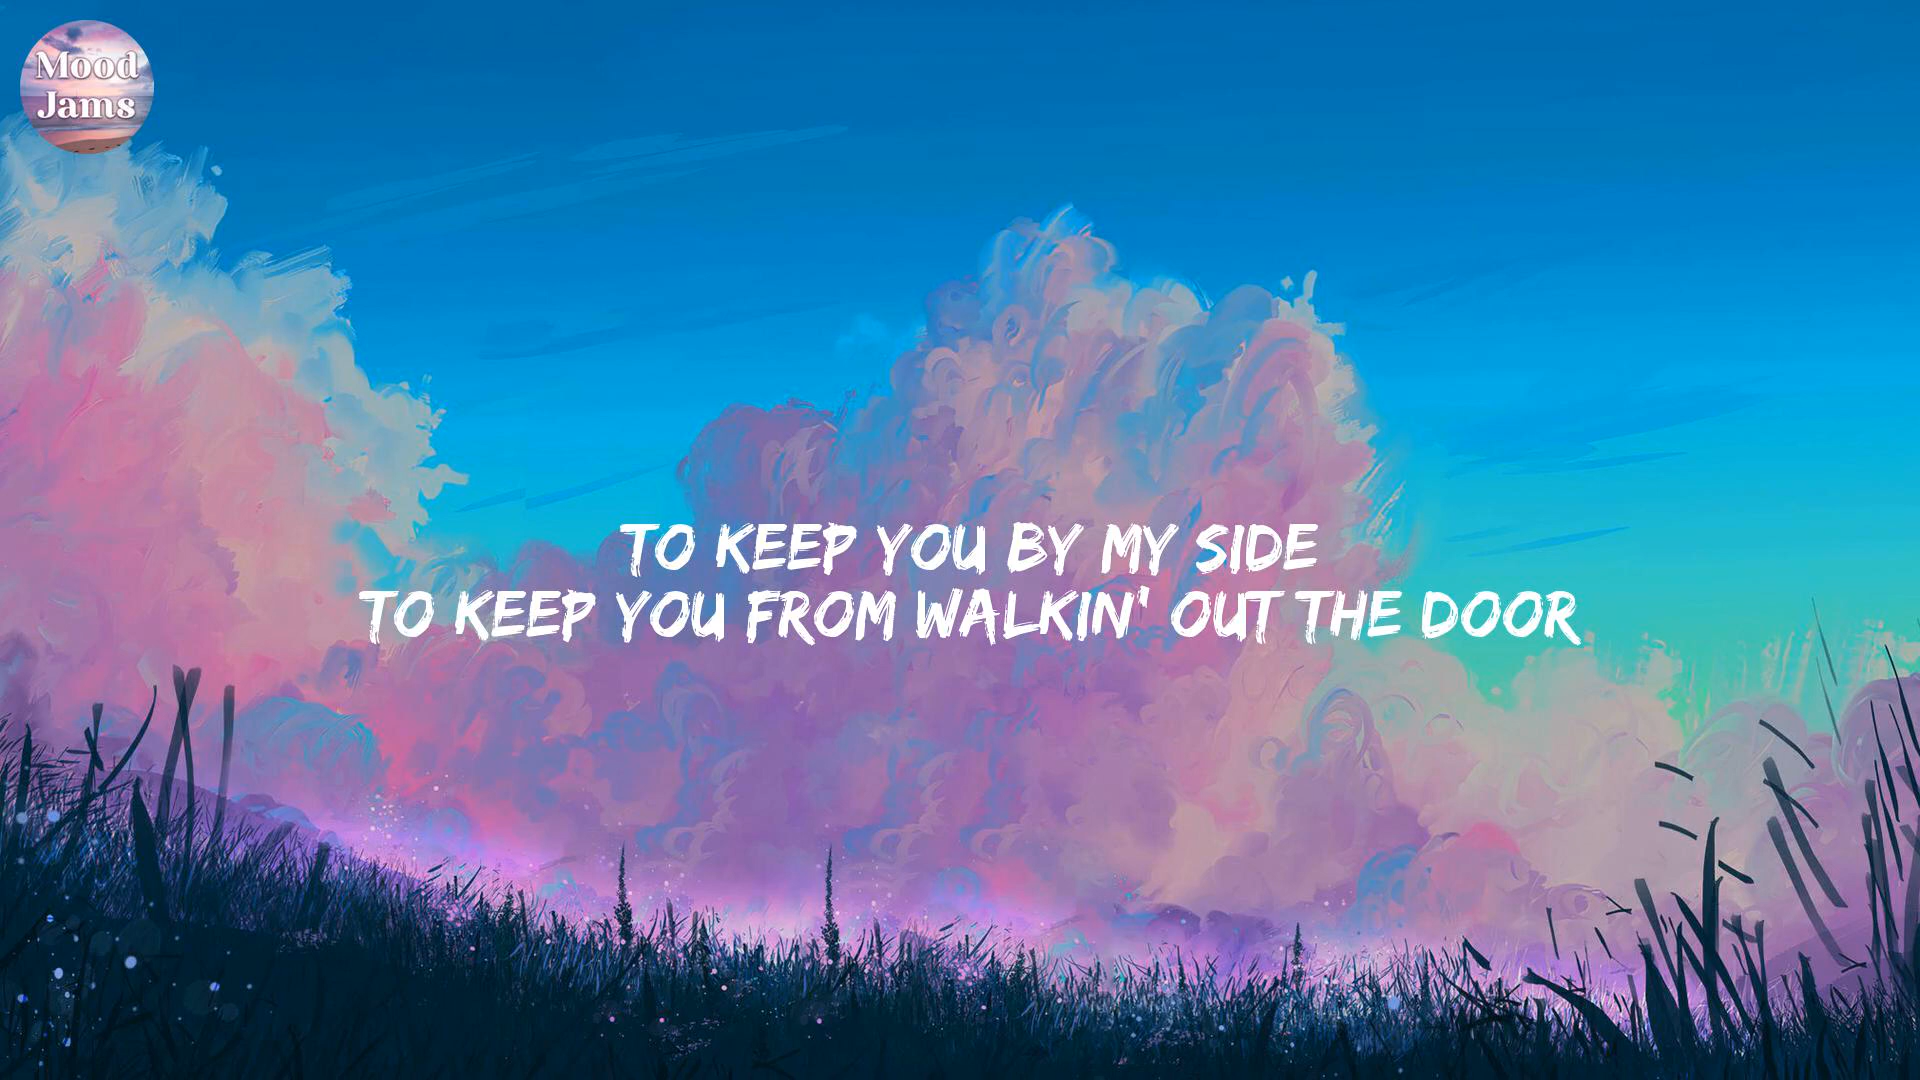 Mood
Jams
TO KEEP YOU BY MY SIDE
TO KEEP YOU FROM WALKIN' OUT THE DOOR